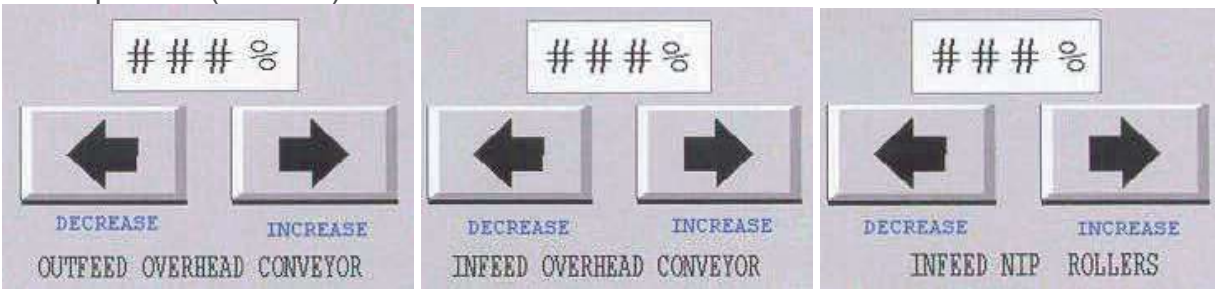 ###%
DECREASE
INCREASE
OUTFEED OVERHEAD CONVEYOR
###%
DECREASE
INCREASE
INFEED OVERHEAD CONVEYOR
###%
DECREASE
INCREASE
INFEED NIP ROLLERS